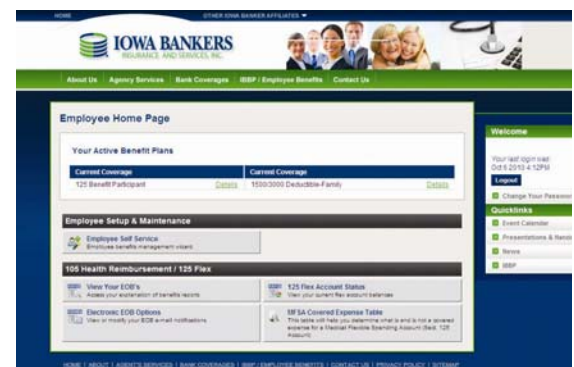 HOME OTHER IOWA BANKER AFFILIATES
IOWA BANKERS
INSURANCE AND SERVICES, INC.
About Us Agency Services Bank Coverages IBBP / Employee Benefits Contact Us
Employee Home Page
Your Active Benefit Plans
Current Coverage Current Coverage
125 Benefit Participant Details 1500/3000 Deductible-Family Details
Employee Setup & Maintenance
Employee Self Service
Employee benefits management wizard
105 Health Reimbursement / 125 Flex
View Your EOB's
Access your explanation of benefits records
125 Flex Account Status
View your current flex account balances
Electronic EOB Options
View or modify your EOB e-mail notifications
FSA Covered Expense Table
This table will help you determine what is and is not a covered
expense for a Medical Flexible Spending Account (Sect. 125
Account)
Welcome
Your last login was
Oct 6 2010 4:12PM
Logout
Change Your Password
Quicklinks
Event Calendar
Presentations &
News
IBBP
HOME | ABOUT | AGENTS SERVICES | BANK COVERAGES | IBBP / EMPLOYEE BENEFITS | CONTACT US | PRIVACY POLICY | SITEMAP